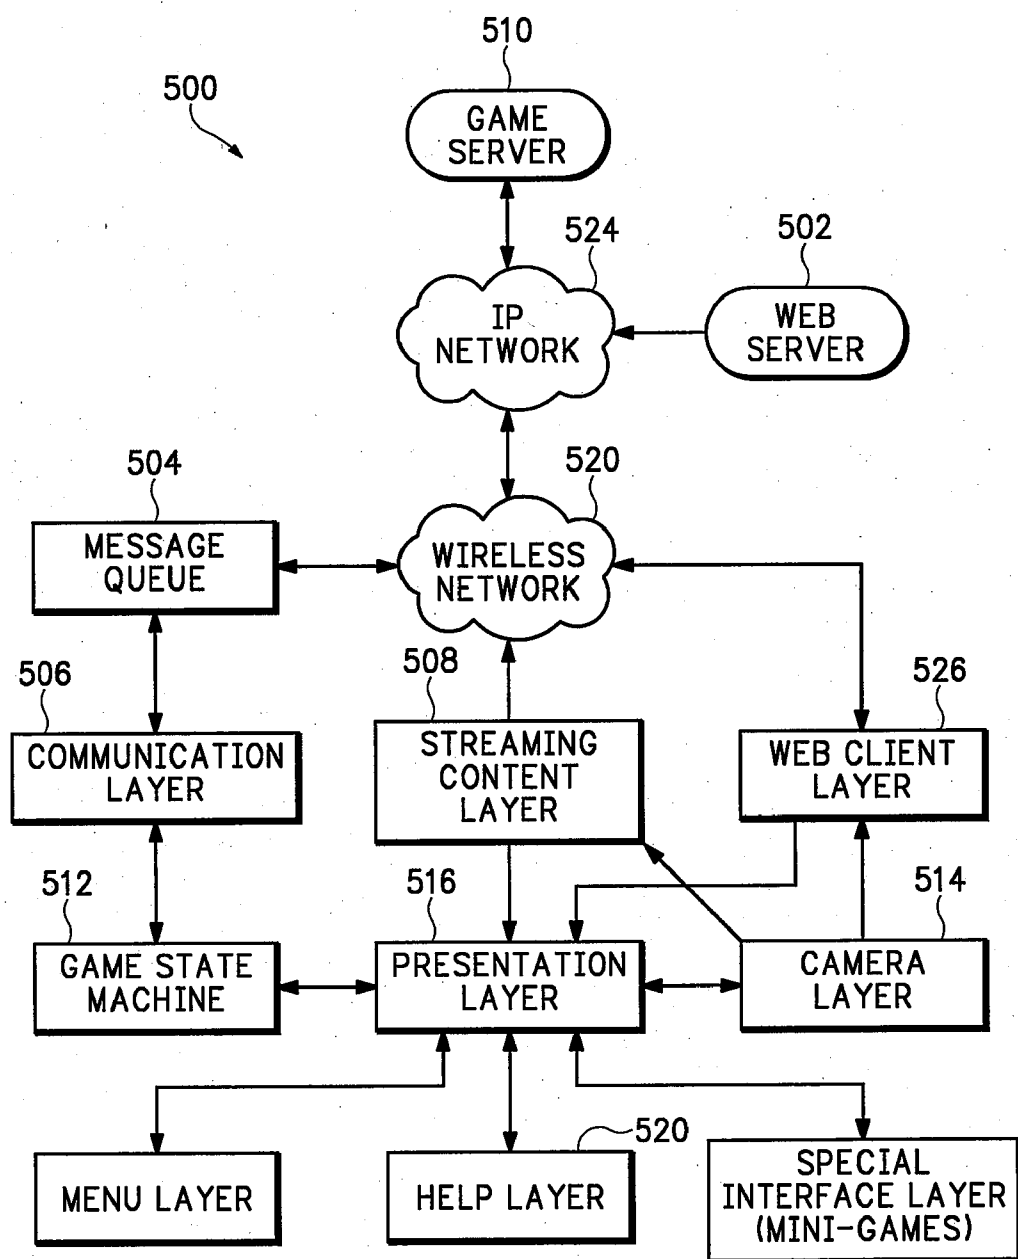 510
500
GAME
SERVER
524
502
IP
NETWORK
WEB
SERVER
504
520
MESSAGE
QUEUE
WIRELESS
NETWORK
506
508
526
COMMUNICATION
LAYER
STREAMING
CONTENT
LAYER
WEB CLIENT
LAYER
512
516
514
GAME STATE
MACHINE
PRESENTATION
LAYER
CAMERA
LAYER
520
MENU LAYER
HELP LAYER
SPECIAL
INTERFACE LAYER
(MINI-GAMES)